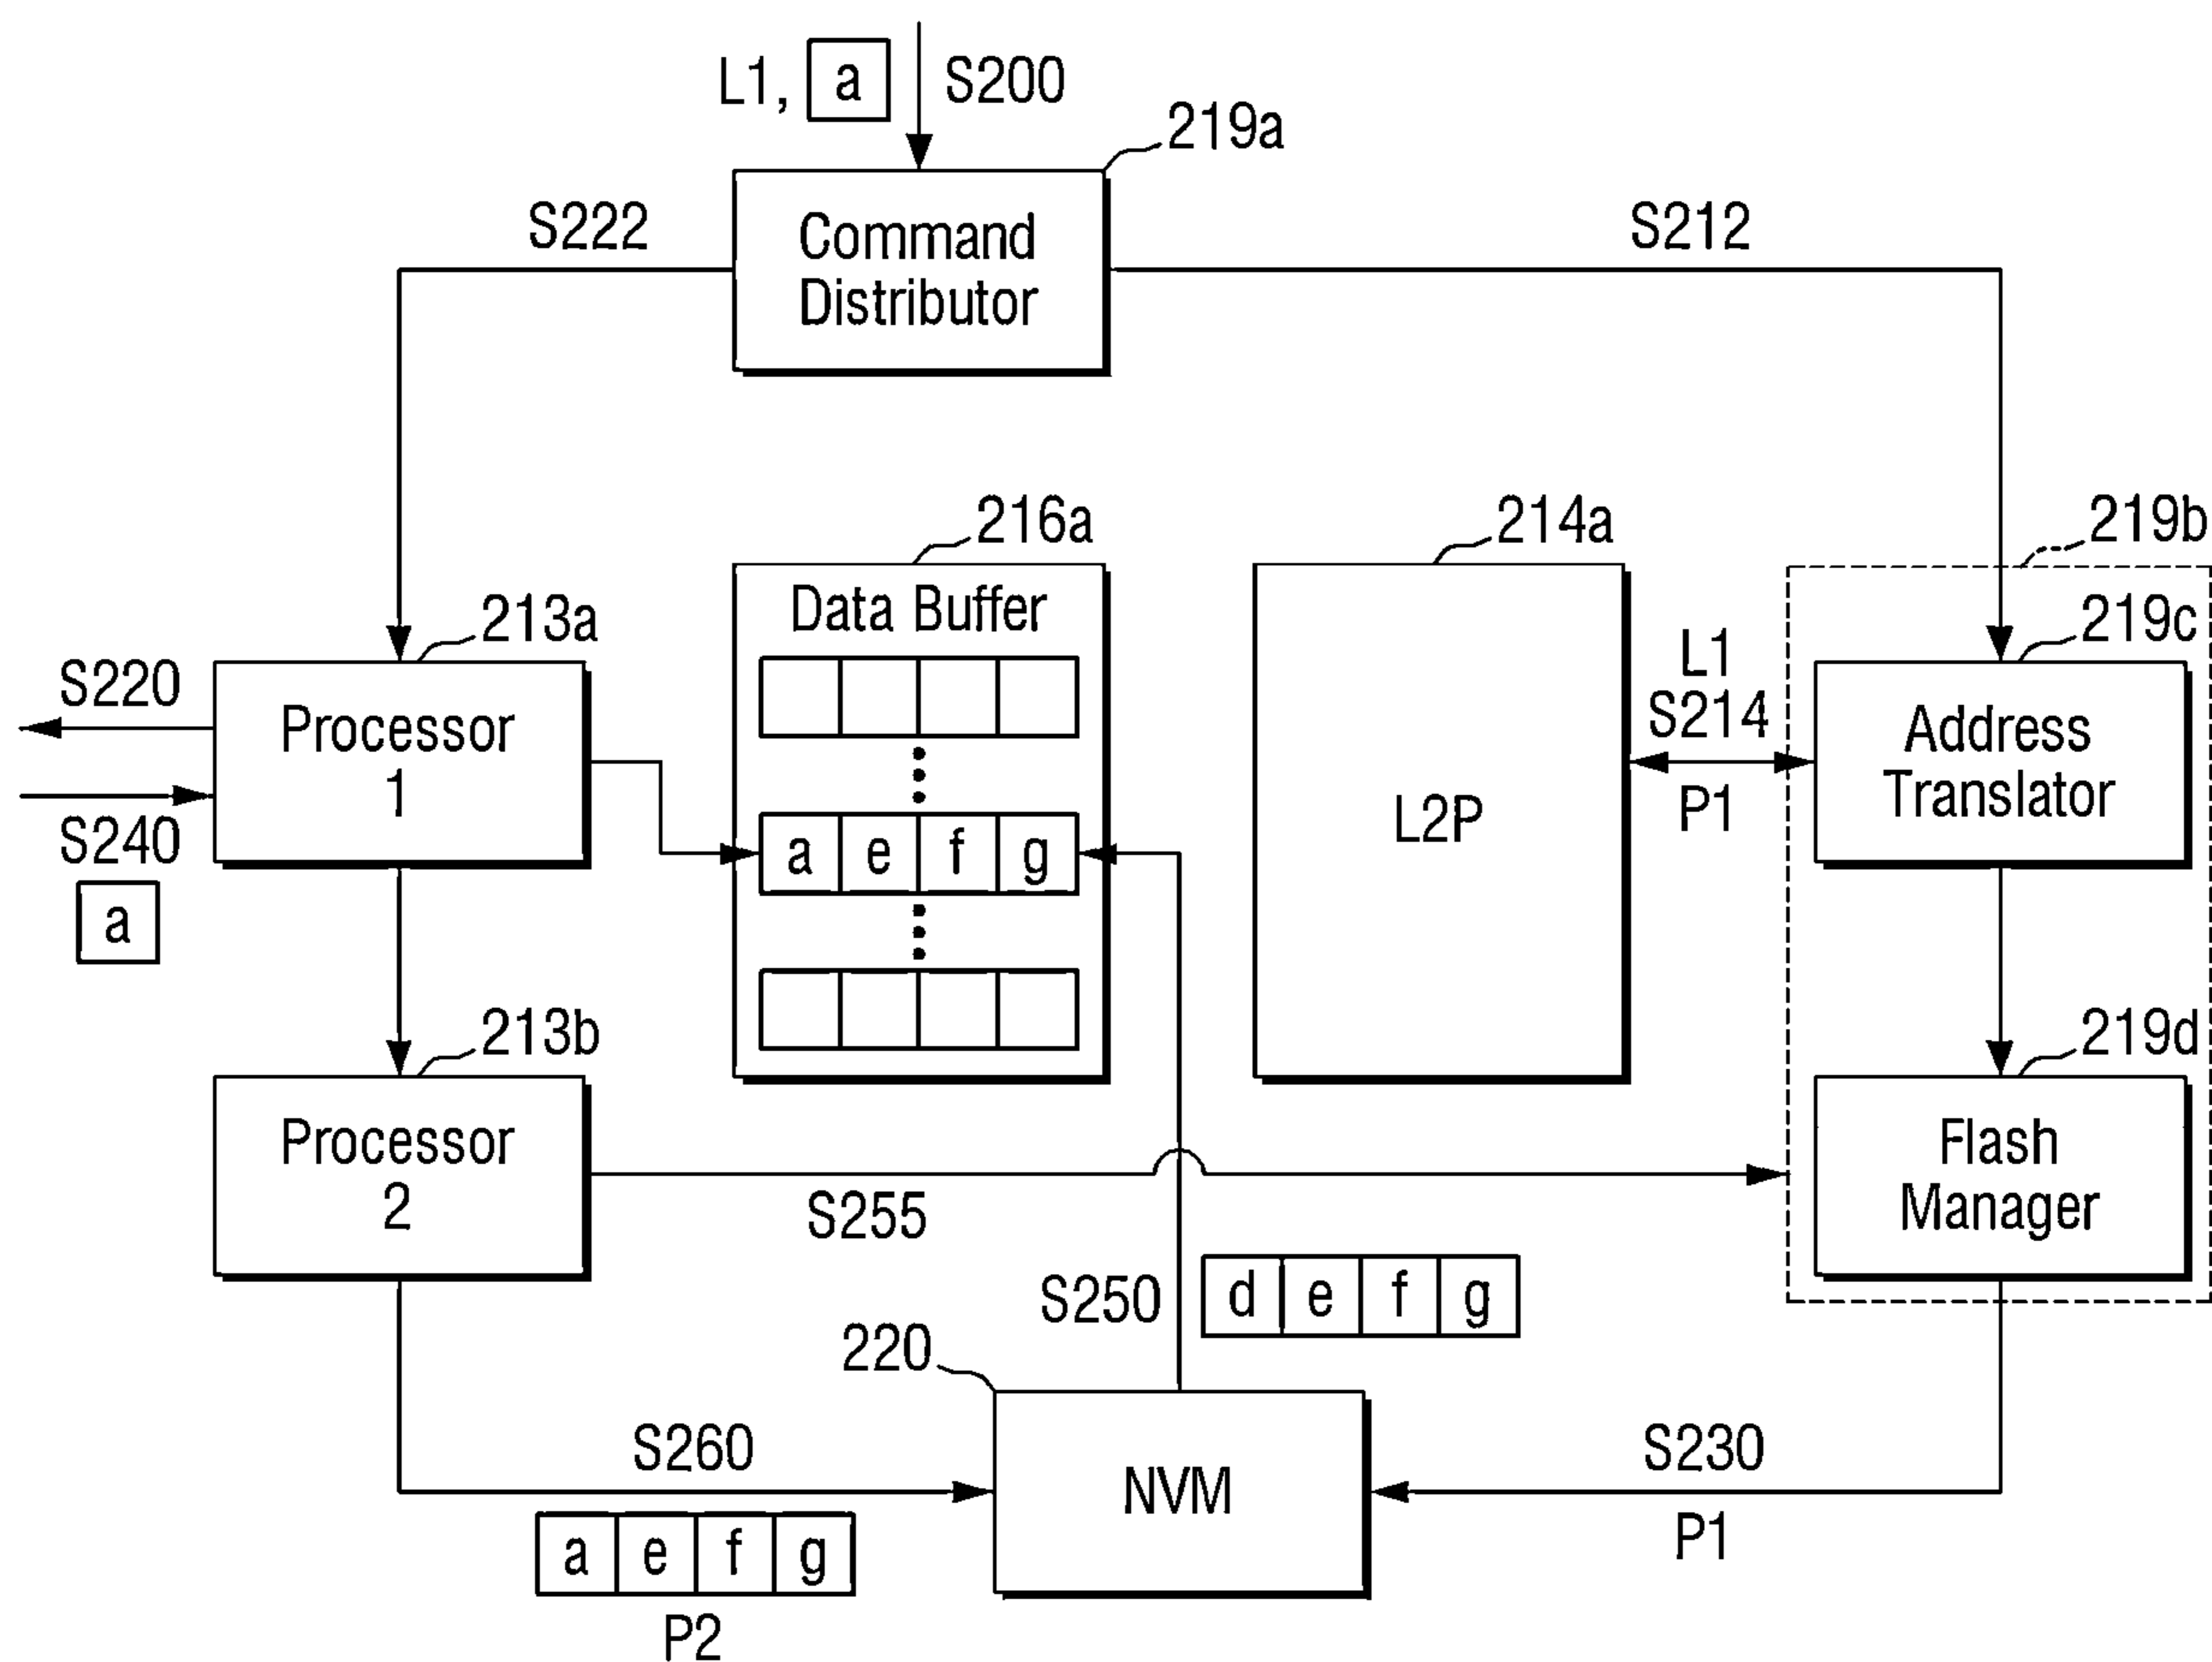 L1, a S200
219a
S222
Command
Distributor
S212
216a
214a
219b
Data Buffer
213a
219c
L1
S220
S214
Processor
1
Address
Translator
L2P
P1
S240
a e f g
a
213b
219d
Processor
2
Flash
Manager
S255
S250
d e f g
220
S260
NVM
S230
a e f g
P1
P2